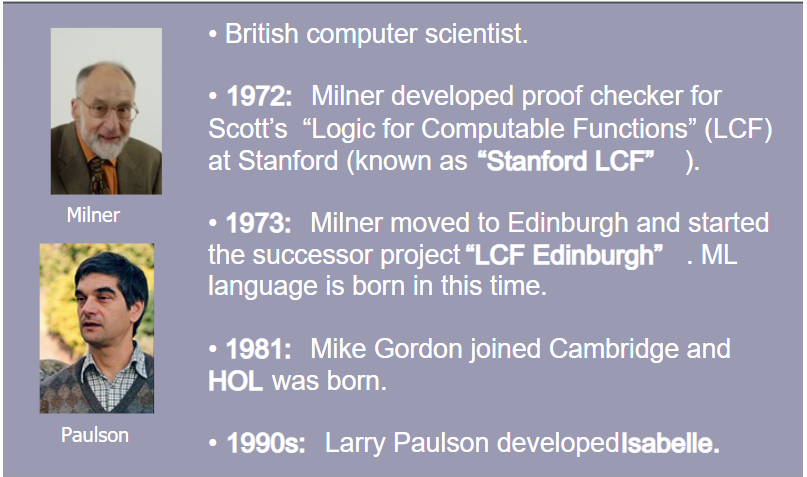 • British computer scientist.
• 1972: Milner developed proof checker for
Scott's “Logic for Computable Functions” (LCF)
at Stanford (known as “Stanford LCF” ).
Milner
• 1973: Milner moved to Edinburgh and started
the successor project “LCF Edinburgh” . ML
language is born in this time.
• 1981: Mike Gordon joined Cambridge and
HOL was born.
Paulson
• 1990s: Larry Paulson developed Isabelle.